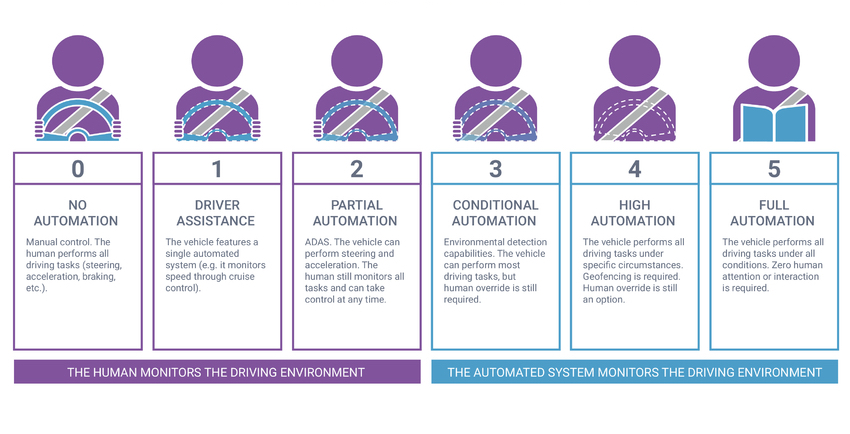 0
NO
AUTOMATION
Manual control. The
human performs all
driving tasks (steering,
acceleration, braking,
etc.).
1
DRIVER
ASSISTANCE
The vehicle features a
single automated
system (e.g. it monitors
speed through cruise
control).
2
PARTIAL
AUTOMATION
ADAS. The vehicle can
perform steering and
acceleration. The
human still monitors all
tasks and can take
control at any time.
3
CONDITIONAL
AUTOMATION
Environmental detection
capabilities. The vehicle
can perform most
driving tasks, but
human override is still
required.
4
HIGH
AUTOMATION
The vehicle performs all
driving tasks under
specific circumstances.
Geofencing is required.
Human override is still
an option.
5
FULL
AUTOMATION
The vehicle performs all
driving tasks under all
conditions. Zero human
attention or interaction
is required.
THE HUMAN MONITORS THE DRIVING ENVIRONMENT
THE AUTOMATED SYSTEM MONITORS THE DRIVING ENVIRONMENT